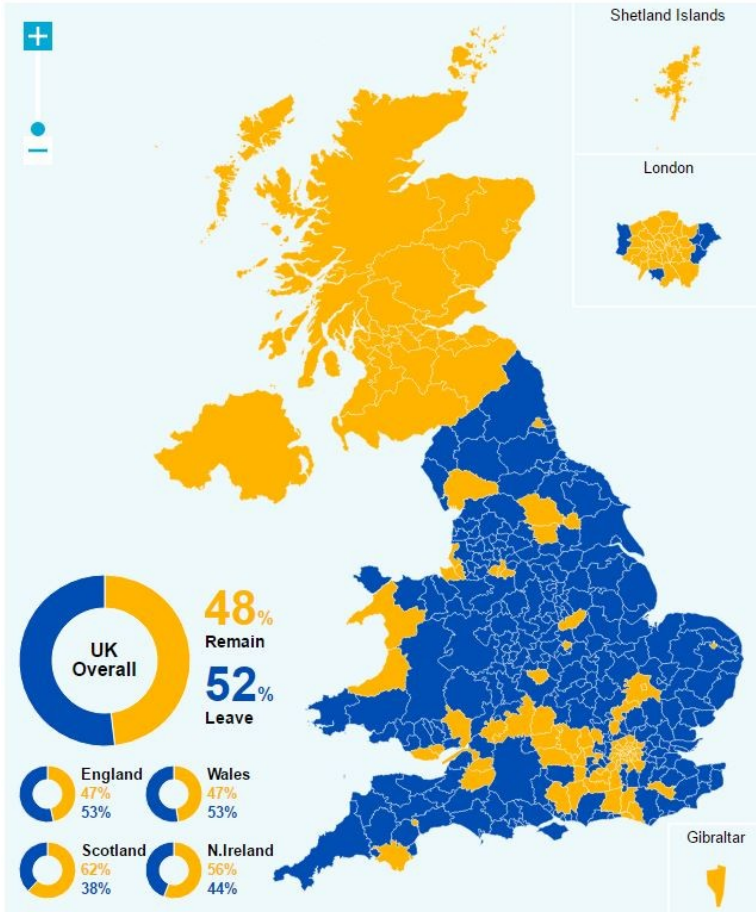 Shetland Islands
London
UK
Overall
48%
Remain
52%
Leave
England
47%
53%
Wales
47%
53%
Scotland
62%
38%
N.Ireland
56%
44%
Gibraltar